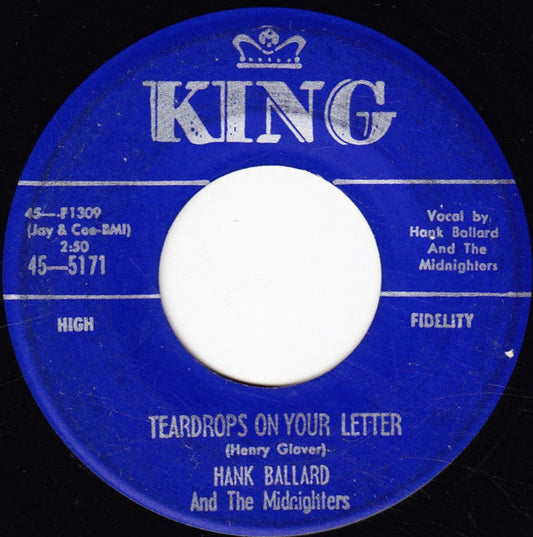 KING
45—F1309
(Jay & Cee-BMI)
2:50
45—5171
Vocal by
Hank Ballard
And The
Midnighters
HIGH
FIDELITY
TEARDROPS ON YOUR LETTER
(Henry Glover)
HANK BALLARD
And The Midnighters